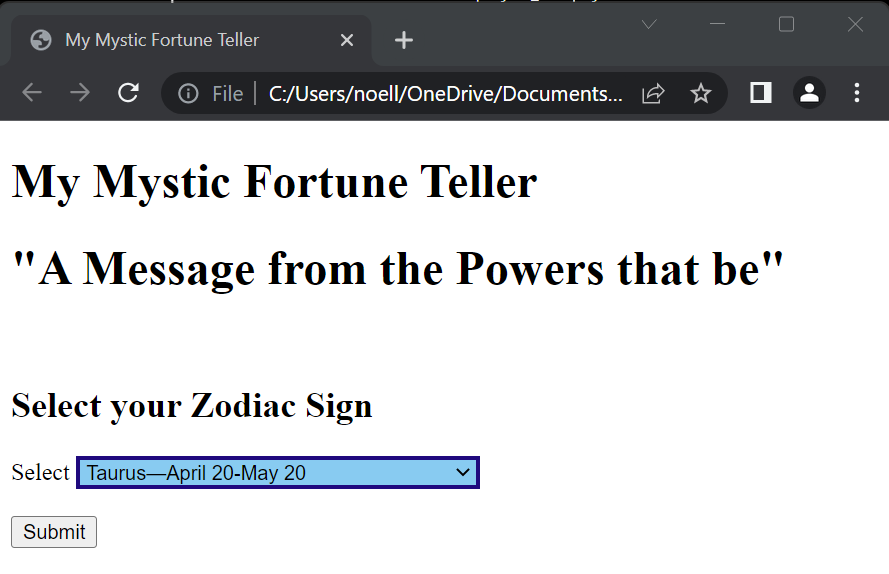 My Mystic Fortune Teller
File
C:/Users/noell/OneDrive/Documents...
My Mystic Fortune Teller
"A Message from the Powers that be"
Select your Zodiac Sign
Select Taurus—April 20-May 20
Submit